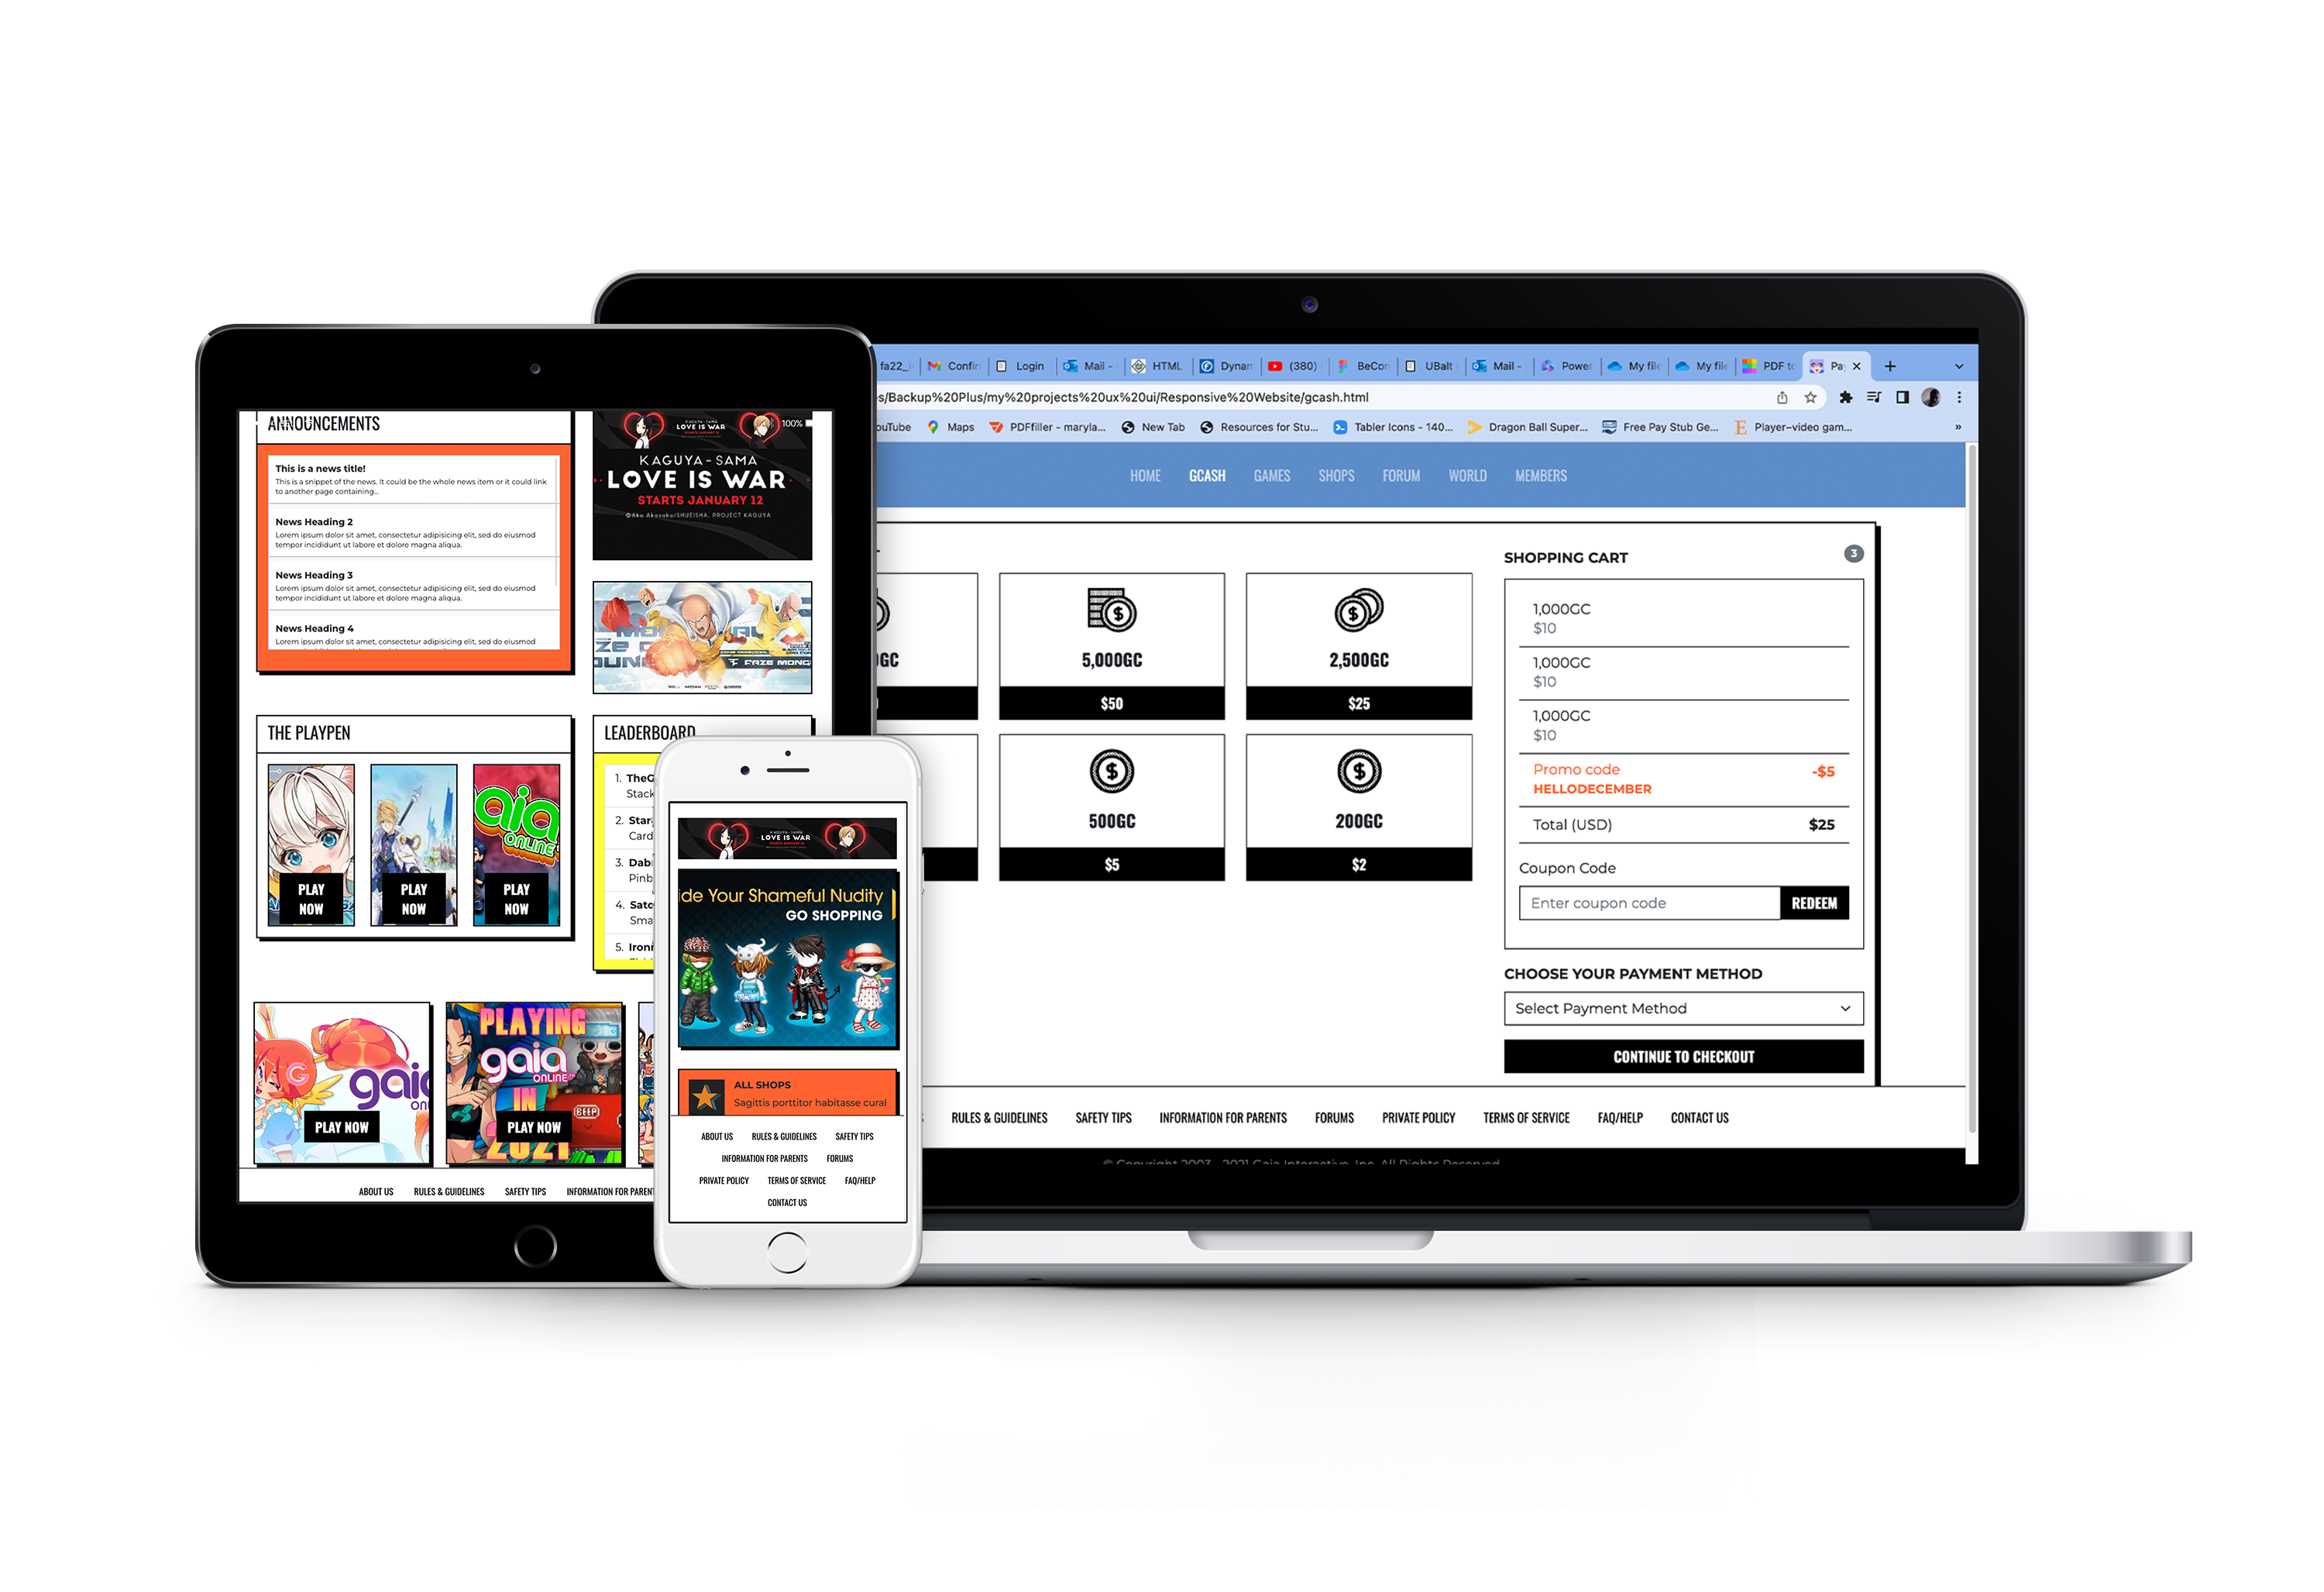 ANNOUNCEMENTS
This is a news title!
This is a snippet of the news. It could be the whole news item or it could link
to another page containing...
News Heading 2
Lorem ipsum dolor sit amet, consectetur adipisicing elit, sed do eiusmod
tempor incididunt ut labore et dolore magna aliqua.
News Heading 3
Lorem ipsum dolor sit amet, consectetur adipisicing elit, sed do eiusmod
tempor incididunt ut labore et dolore magna aliqua.
News Heading 4
Lorem ipsum dolor sit amet, consectetur adipisicing elit, sed do eiusmod
LOVE IS WAR
100%
KAGUYA-SAMA
LOVE IS WAR
STARTS JANUARY 12
©Aka Akasaka/SHUEISHA, PROJECT KAGUYA
FAZE MONG
THE PLAYPEN
PLAY
NOW
PLAY
NOW
aia
ONLINE
PLAY
NOW
LEADERBOARD
1. TheG
Stack
2. Star
Card
3. Dab
Pinb
4. Sato
Sma
5. Ironi
gaia
PLAY NOW
PLAYING
gaia
ONLINE
IN
2021
BEEP
PLAY NOW
ABOUT US
RULES & GUIDELINES
SAFETY TIPS
INFORMATION FOR PARENT
KAGUYA-SAMA
LOVE IS WAR
ide Your Shameful Nudity
GO SHOPPING
ALL SHOPS
Sagittis porttitor habitasse cural
ABOUT US
RULES & GUIDELINES
SAFETY TIPS
INFORMATION FOR PARENTS
FORUMS
PRIVATE POLICY
TERMS OF SERVICE
FAQ/HELP
CONTACT US
fa22_i
Confir
Login
Mail -
HTML
Dynam
(380)
BeCon
UBalt
Mail -
Power
My file
My file
PDF to
Pay
s/Backup%20Plus/my%20projects%20ux%20ui/Responsive%20Website/gcash.html
ouTube
Maps
PDFfiller - maryla...
New Tab
Resources for Stu...
Tabler Icons - 140...
Dragon Ball Super...
Free Pay Stub Ge...
Player-video gam...
»
HOME
GCASH
GAMES
SHOPS
FORUM
WORLD
MEMBERS
GC
5,000GC
$50
2,500GC
$25
500GC
$5
200GC
$2
SHOPPING CART
3
1,000GC
$10
1,000GC
$10
1,000GC
$10
Promo code
-$5
HELLODECEMBER
Total (USD)
$25
Coupon Code
Enter coupon code
REDEEM
CHOOSE YOUR PAYMENT METHOD
Select Payment Method
CONTINUE TO CHECKOUT
RULES & GUIDELINES
SAFETY TIPS
INFORMATION FOR PARENTS
FORUMS
PRIVATE POLICY
TERMS OF SERVICE
FAQ/HELP
CONTACT US
© Copyright 2003 - 2021 Gaia Interactive, Inc. All Rights Reserved